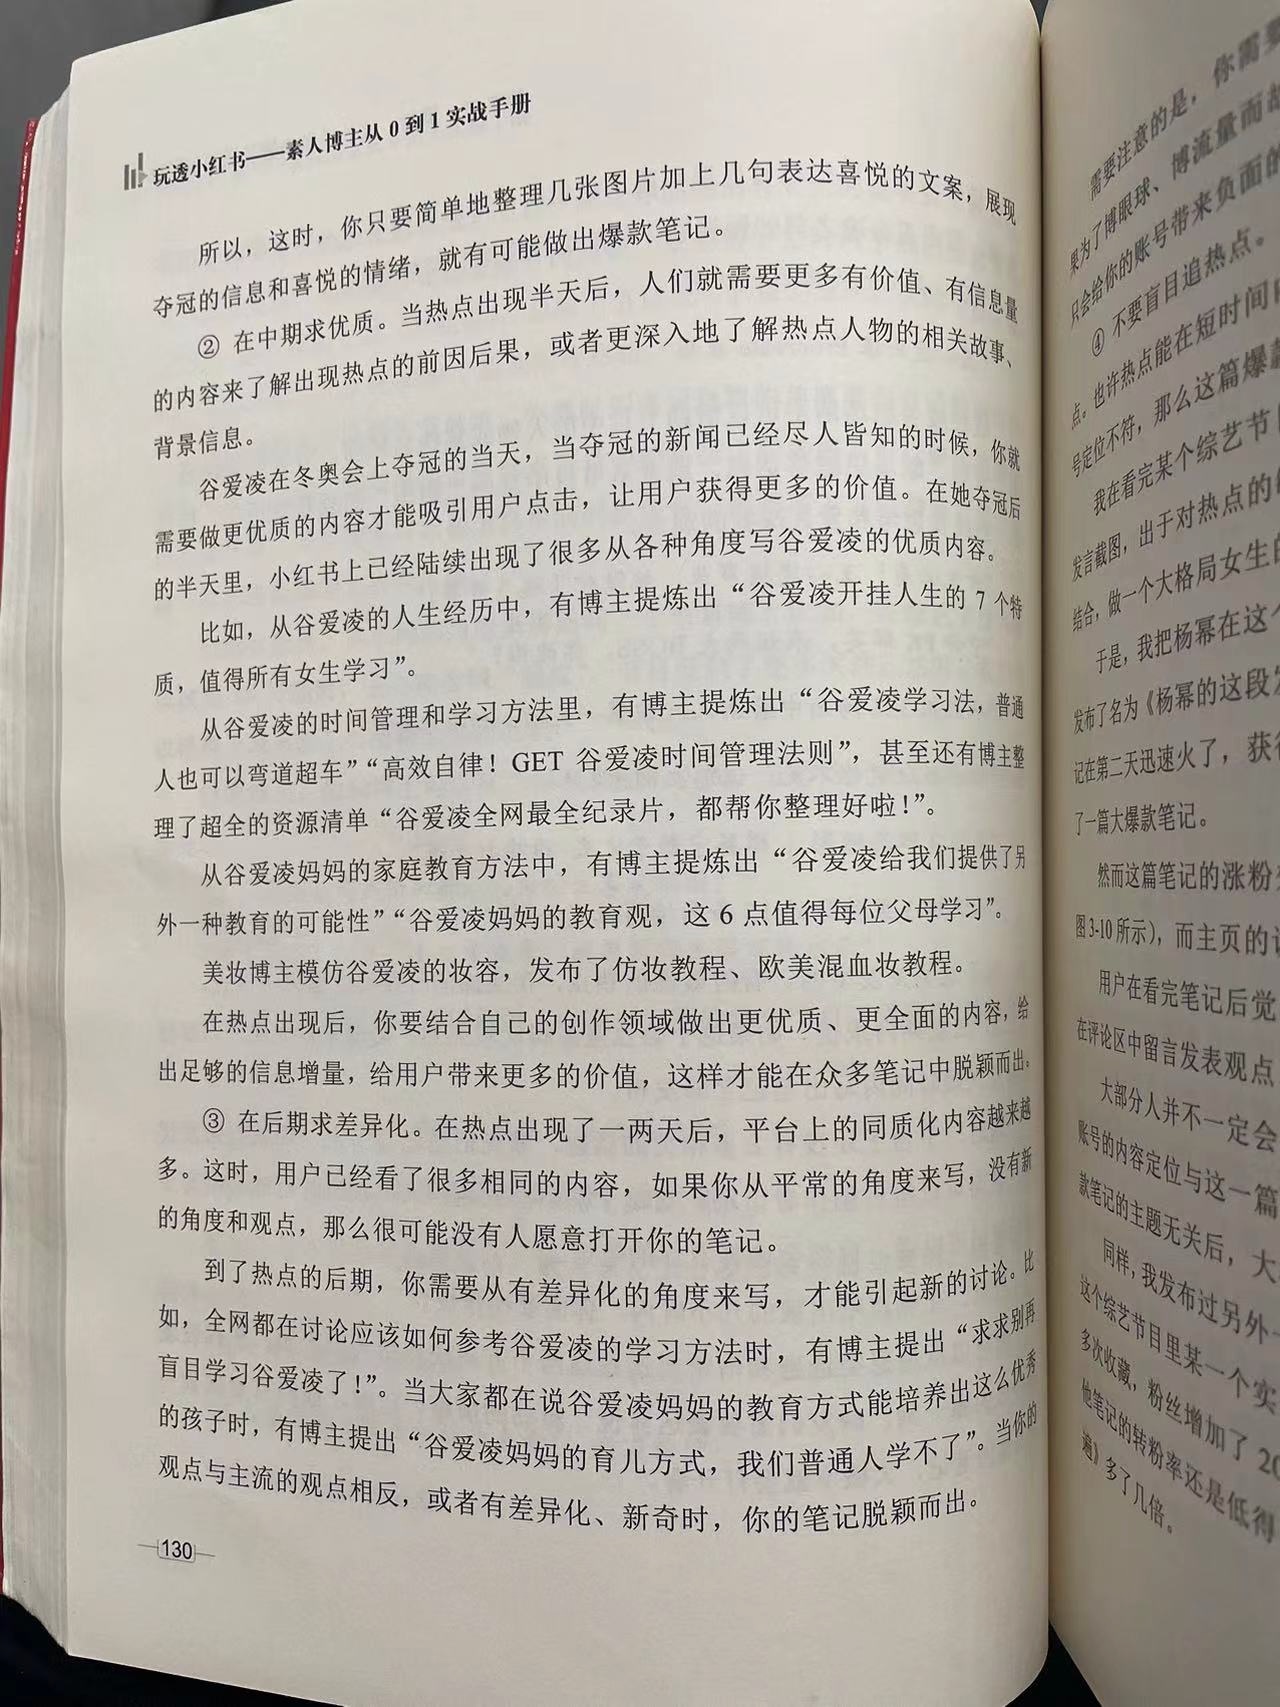 玩透小红书——素人博主从0到1实战手册
所以，这时，你只要简单地整理几张图片加上几句表达喜悦的文案，展现
夺冠的信息和喜悦的情绪，就有可能做出爆款笔记。
② 在中期求优质。当热点出现半天后，人们就需要更多有价值、有信息量
的内容来了解出现热点的前因后果，或者更深入地了解热点人物的相关故事、
背景信息。
谷爱凌在冬奥会上夺冠的当天，当夺冠的新闻已经尽人皆知的时候，你就
需要做更优质的内容才能吸引用户点击，让用户获得更多的价值。在她夺冠后
的半天里，小红书上已经陆续出现了很多从各种角度写谷爱凌的优质内容。
比如，从谷爱凌的人生经历中，有博主提炼出“谷爱凌开挂人生的 7 个特
质，值得所有女生学习”。
从谷爱凌的时间管理和学习方法里，有博主提炼出“谷爱凌学习法，普通
人也可以弯道超车”“高效自律！GET 谷爱凌时间管理法则”，甚至还有博主整
理了超全的资源清单“谷爱凌全网最全纪录片，都帮你整理好啦！”。
从谷爱凌妈妈的家庭教育方法中，有博主提炼出“谷爱凌给我们提供了另
外一种教育的可能性”“谷爱凌妈妈的教育观，这 6 点值得每位父母学习”。
美妆博主模仿谷爱凌的妆容，发布了仿妆教程、欧美混血妆教程。
在热点出现后，你要结合自己的创作领域做出更优质、更全面的内容，给
出足够的信息增量，给用户带来更多的价值，这样才能在众多笔记中脱颖而出。
③ 在后期求差异化。在热点出现了一两天后，平台上的同质化内容越来越
多。这时，用户已经看了很多相同的内容，如果你从平常的角度来写，没有新
的角度和观点，那么很可能没有人愿意打开你的笔记。
到了热点的后期，你需要从有差异化的角度来写，才能引起新的讨论。比
如，全网都在讨论应该如何参考谷爱凌的学习方法时，有博主提出“求求别再
盲目学习谷爱凌了！”。当大家都在说谷爱凌妈妈的教育方式能培养出这么优秀
的孩子时，有博主提出“谷爱凌妈妈的育儿方式，我们普通人学不了”。当你的
观点与主流的观点相反，或者有差异化、新奇时，你的笔记脱颖而出。
130
需要注意的是，你需要
果为了博眼球、博流量而故
只会给你的账号带来负面的
④ 不要盲目追热点。
点。也许热点能在短时间内
号定位不符，那么这篇爆款
我在看完某个综艺节目
发言截图，出于对热点的
结合，做一个大格局女生的
于是，我把杨幂在这个
发布了名为《杨幂的这段
记在第二天迅速火了，获得
了一篇大爆款笔记。
然而这篇笔记的涨粉
图3-10所示），而主页的
用户在看完笔记后觉
在评论区中留言发表观点
大部分人并不一定会
账号的内容定位与这一篇
款笔记的主题无关后，大
同样，我发布过另外一
这个综艺节目里某一个实
多次收藏，粉丝增加了 20
他笔记的转粉率还是低得
遍》多了几倍。